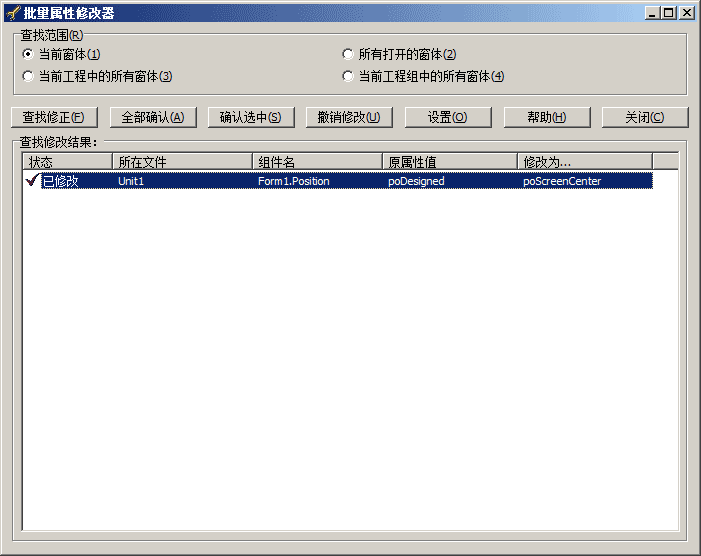 批量属性修改器
查找范围(R)
当前窗体(1)
所有打开的窗体(2)
当前工程中的所有窗体(3)
当前工程组中的所有窗体(4)
查找修正(F) 全部确认(A) 确认选中(S) 撤销修改(U) 设置(O) 帮助(H) 关闭(C)
查找修改结果:
状态 所在文件 组件名 原属性值 修改为...
已修改 Unit1 Form1.Position poDesigned poScreenCenter